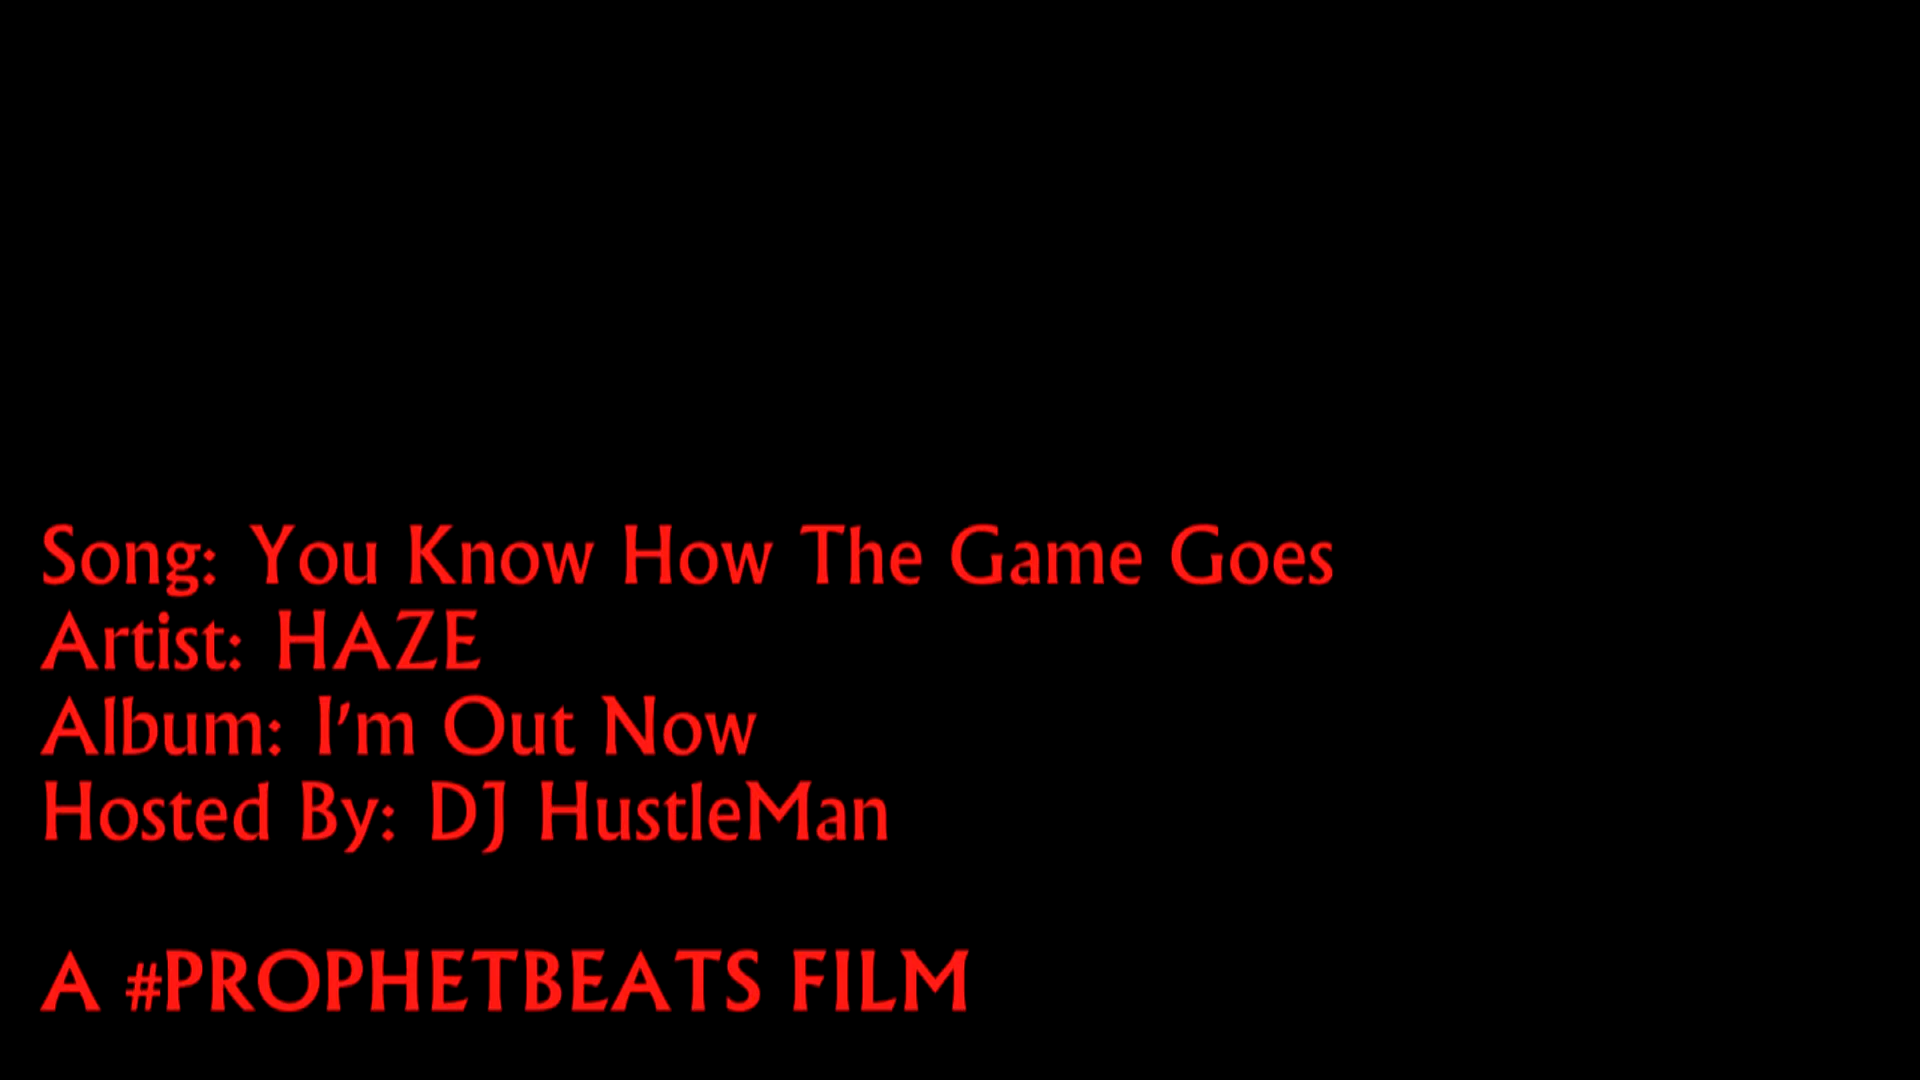 Song: You Know How The Game Goes
Artist: HAZE
Album: I'm Out Now
Hosted By: DJ HustleMan
A #PROPHETBEATS FILM